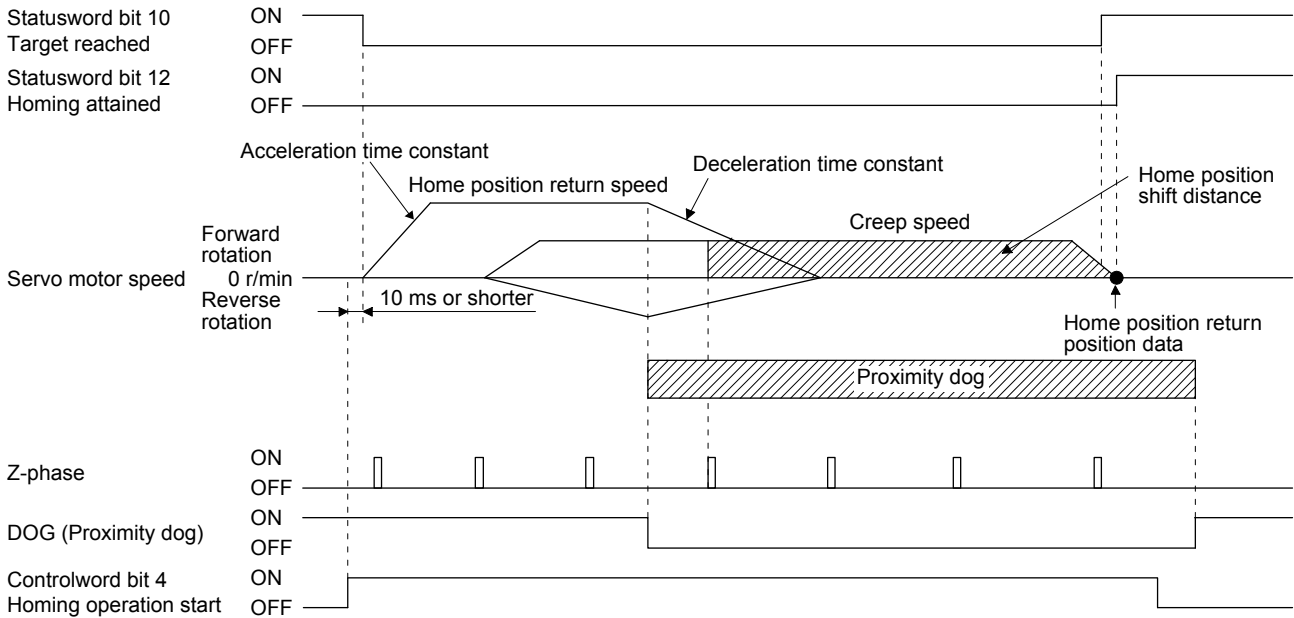 Statusword bit 10
Target reached
ON
OFF
Statusword bit 12
Homing attained
ON
OFF
Acceleration time constant
Home position return speed
Deceleration time constant
Creep speed
Home position
shift distance
Servo motor speed
Forward
rotation
0 r/min
Reverse
rotation
10 ms or shorter
Home position return
position data
Proximity dog
Z-phase
ON
OFF
DOG (Proximity dog)
ON
OFF
Controlword bit 4
Homing operation start
ON
OFF